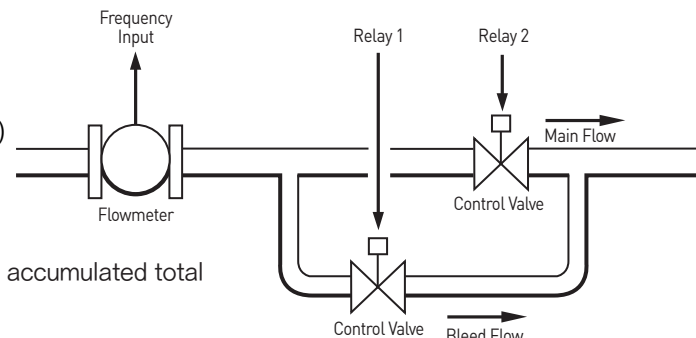 Frequency
Input
Relay 1
Relay 2
)
Main Flow
Flowmeter
Control Valve
accumulated total
Control Valve
Bleed Flow